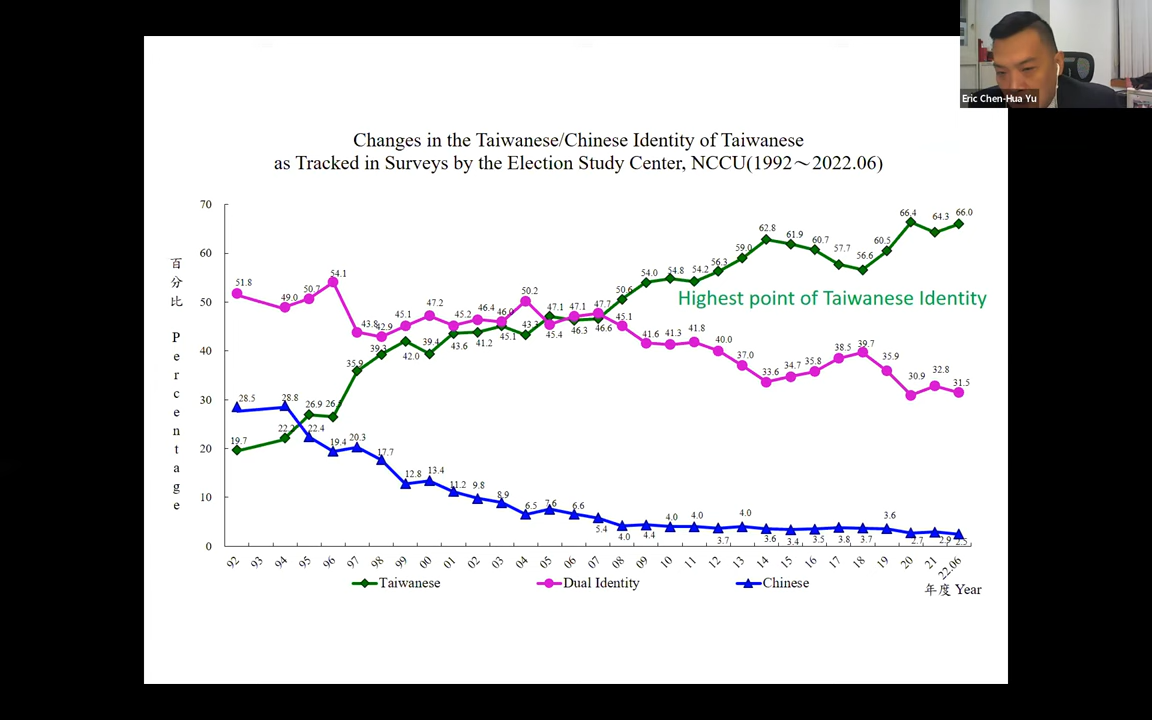 Eric Chen-Hua Yu
Changes in the Taiwanese/Chinese Identity of Taiwanese
as Tracked in Surveys by the Election Study Center, NCCU(1992～2022.06)
百分比 Percentage
70
60
50
40
30
20
10
0
Highest point of Taiwanese Identity
51.8 49.0 50.7 54.1 43.8 42.9 45.1 47.2 45.2 46.4 46.0 50.2 45.4 47.1 47.7 45.1 41.6 41.3 41.8 40.0 37.0 33.6 34.7 35.8 38.5 39.7 35.9 30.9 32.8 31.5
19.7 26.9 35.9 39.3 42.0 39.4 43.6 41.2 45.1 47.1 46.3 46.6 50.6 54.0 54.8 54.2 56.3 59.0 62.8 61.9 60.7 57.7 56.6 60.5 66.4 64.3 66.0
28.5 28.8 22.4 19.4 20.3 17.7 12.8 13.4 11.2 9.8 8.9 6.5 7.6 6.6 5.4 4.0 4.4 4.0 4.0 3.7 4.0 3.6 3.4 3.5 3.8 3.7 3.6 2.7 2.9 2.5
92 93 94 95 96 97 98 99 00 01 02 03 04 05 06 07 08 09 10 11 12 13 14 15 16 17 18 19 20 21 22.06
Taiwanese Dual Identity Chinese
年度 Year